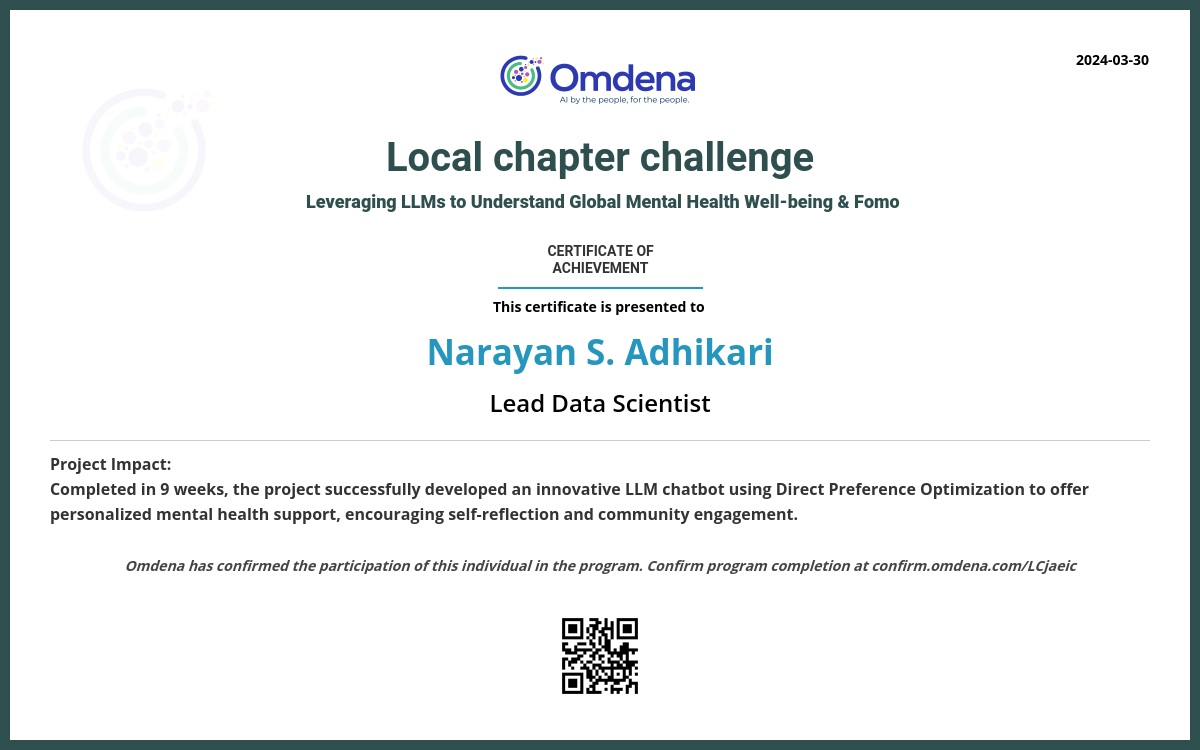 2024-03-30
Omdena
AI by the people, for the people.
Local chapter challenge
Leveraging LLMs to Understand Global Mental Health Well-being & Fomo
CERTIFICATE OF
ACHIEVEMENT
This certificate is presented to
Narayan S. Adhikari
Lead Data Scientist
Project Impact:
Completed in 9 weeks, the project successfully developed an innovative LLM chatbot using Direct Preference Optimization to offer
personalized mental health support, encouraging self-reflection and community engagement.
Omdena has confirmed the participation of this individual in the program. Confirm program completion at confirm.omdena.com/LCjaeic